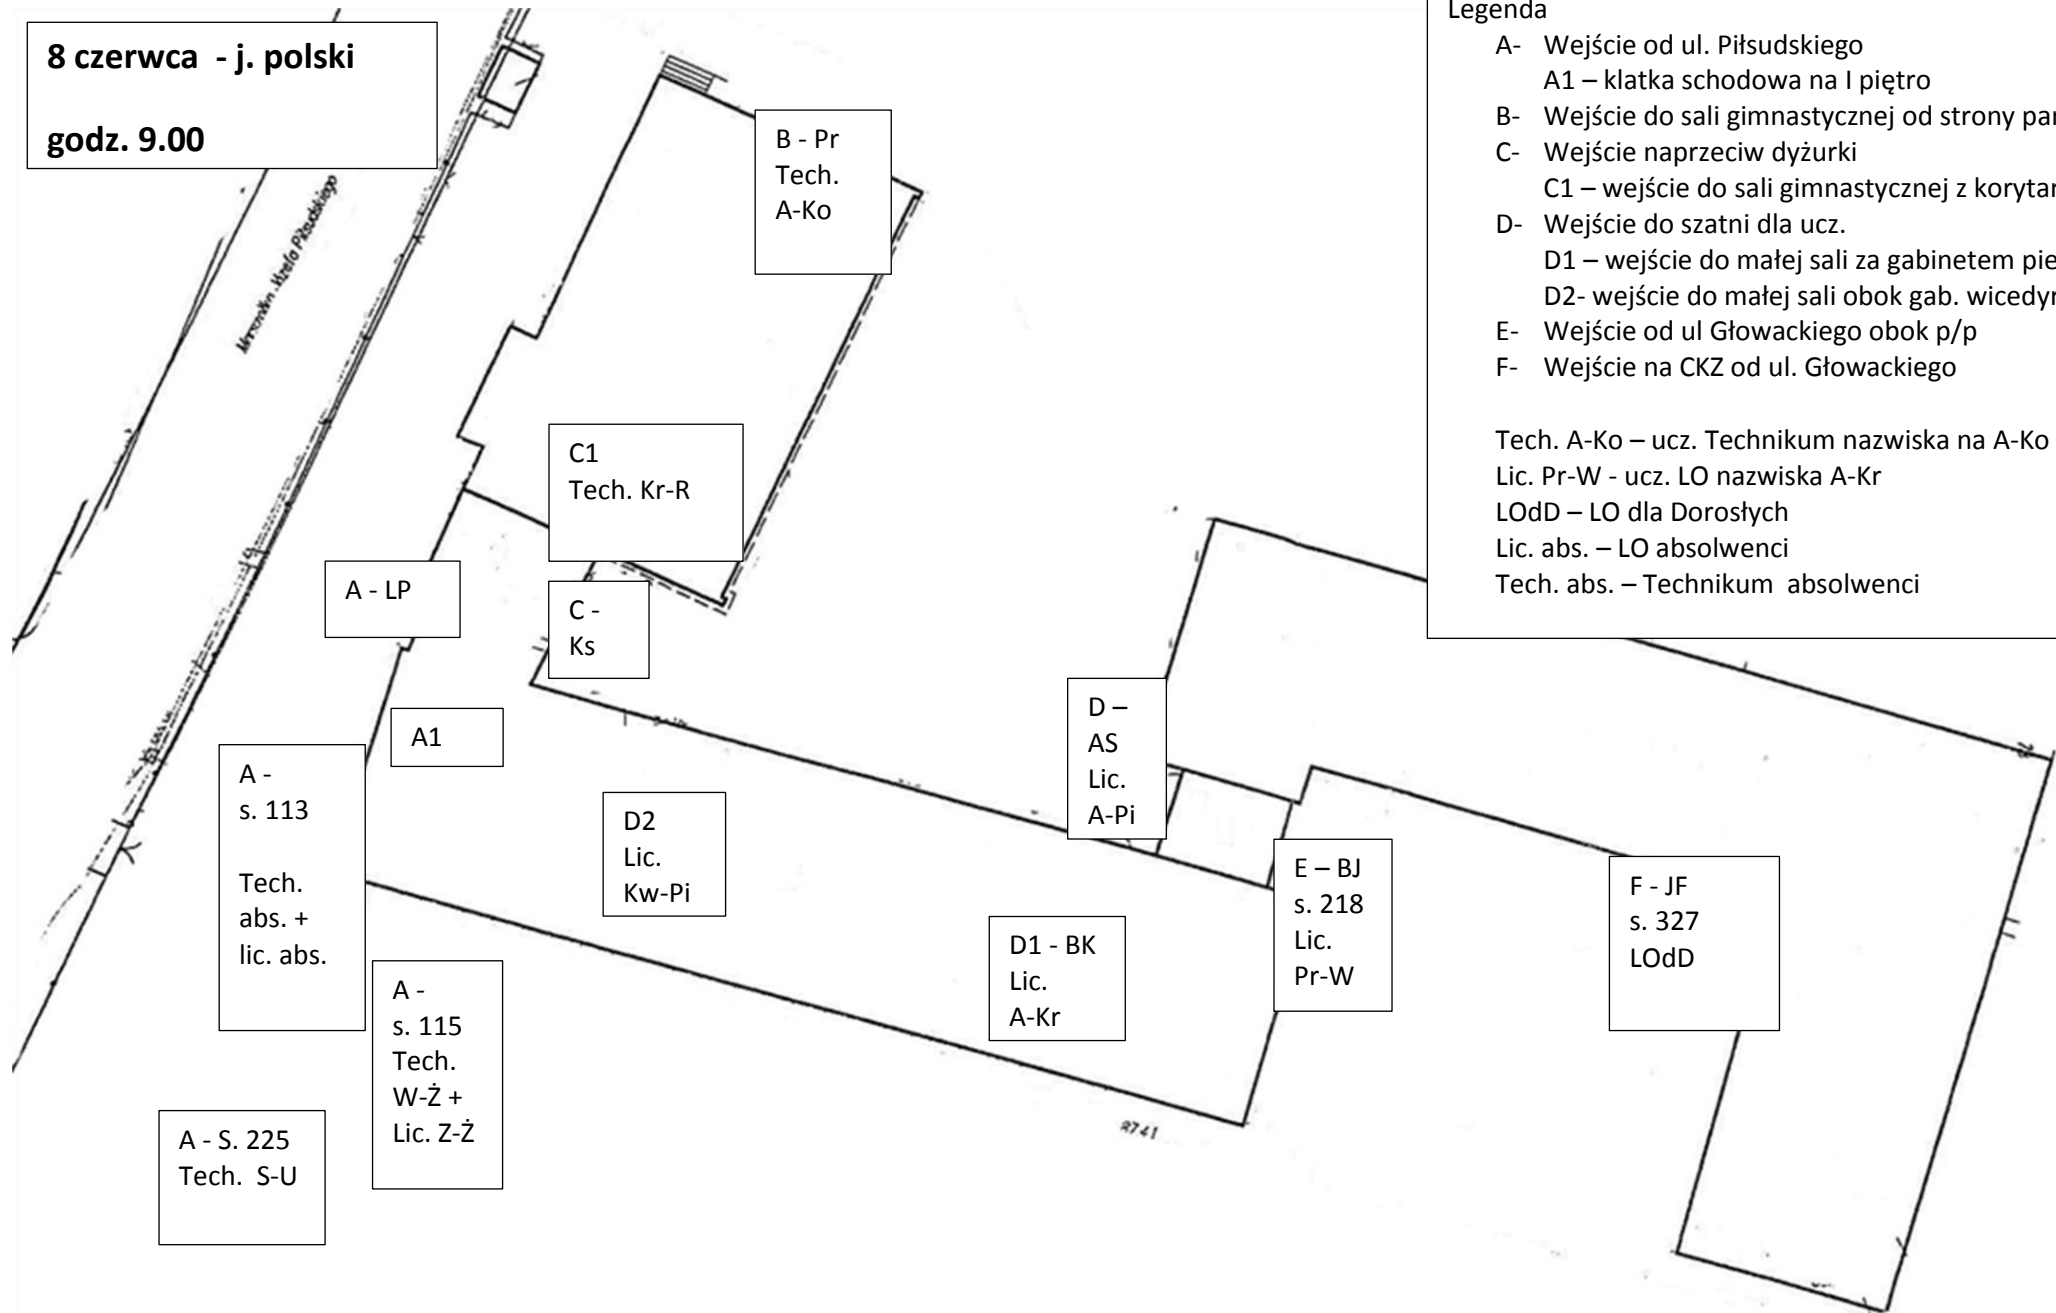 8 czerwca - j. polski
godz. 9.00
Legenda
A- Wejście od ul. Piłsudskiego
A1 – klatka schodowa na I piętro
B- Wejście do sali gimnastycznej od strony par
C- Wejście naprzeciw dyżurki
C1 – wejście do sali gimnastycznej z korytar
D- Wejście do szatni dla ucz.
D1 – wejście do małej sali za gabinetem pie
D2- wejście do małej sali obok gab. wicedyr
E- Wejście od ul Głowackiego obok p/p
F- Wejście na CKZ od ul. Głowackiego
Tech. A-Ko – ucz. Technikum nazwiska na A-Ko
Lic. Pr-W - ucz. LO nazwiska A-Kr
LOdD – LO dla Dorosłych
Lic. abs. – LO absolwenci
Tech. abs. – Technikum absolwenci
B - Pr
Tech.
A-Ko
C1
Tech. Kr-R
A - LP
C -
Ks
A1
A -
s. 113
Tech.
abs. +
lic. abs.
D2
Lic.
Kw-Pi
D –
AS
Lic.
A-Pi
E – BJ
s. 218
Lic.
Pr-W
F - JF
s. 327
LOdD
D1 - BK
Lic.
A-Kr
A -
s. 115
Tech.
W-Ż +
Lic. Z-Ż
A - S. 225
Tech. S-U